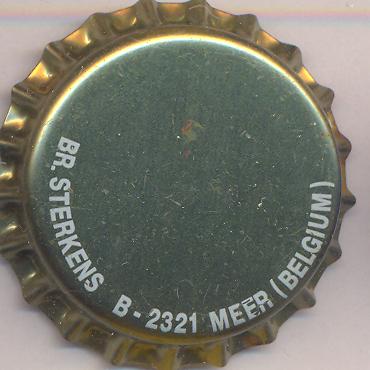 BR. STERKENS B-2321 MEER (BELGIUM)